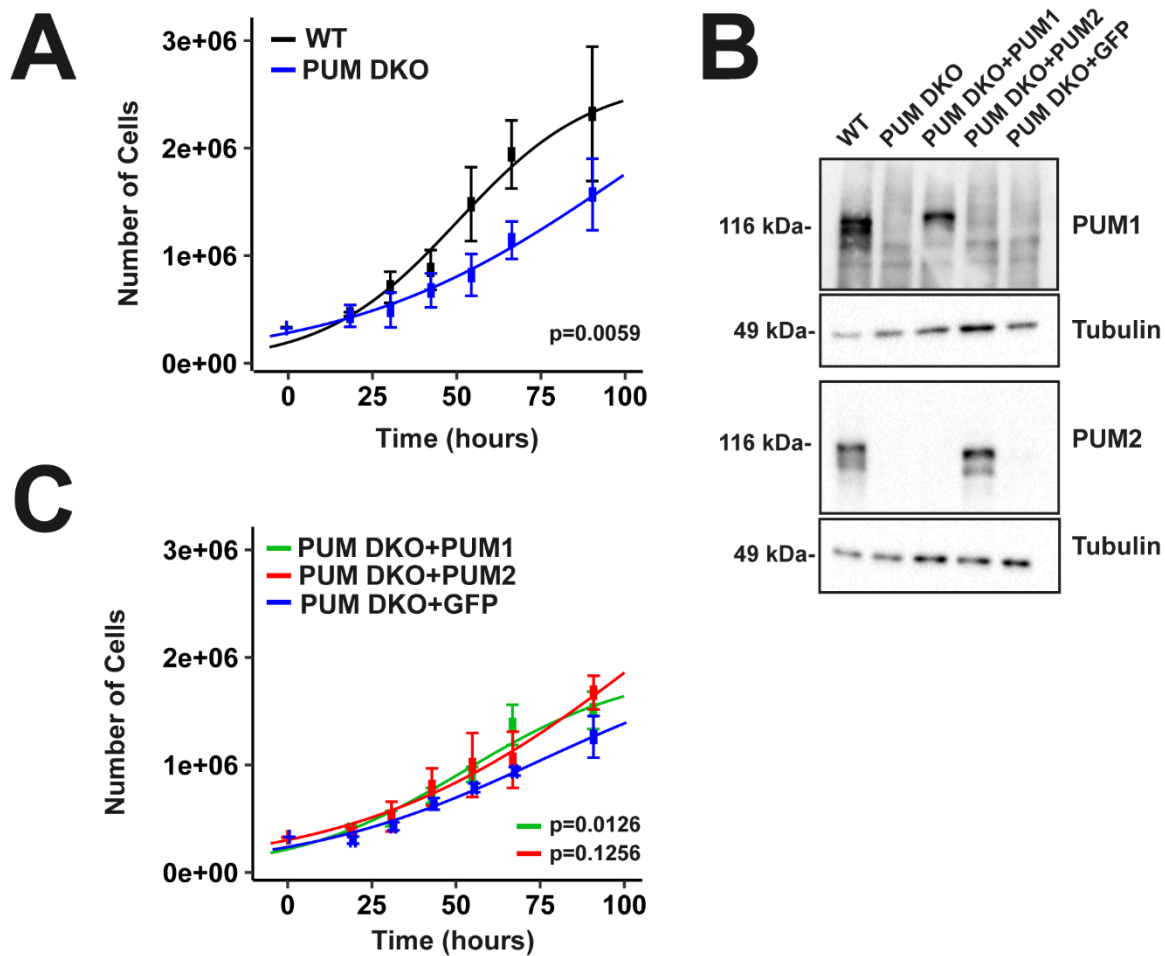 A
WT
PUM DKO
3e+06
2e+06
1e+06
0e+00
Number of Cells
p=0.0059
0 25 50 75 100
Time (hours)
B
WT
PUM DKO
PUM DKO+PUM1
PUM DKO+PUM2
PUM DKO+GFP
116 kDa-
PUM1
49 kDa-
Tubulin
116 kDa-
PUM2
49 kDa-
Tubulin
C
PUM DKO+PUM1
PUM DKO+PUM2
PUM DKO+GFP
3e+06
2e+06
1e+06
0e+00
Number of Cells
p=0.0126
p=0.1256
0 25 50 75 100
Time (hours)